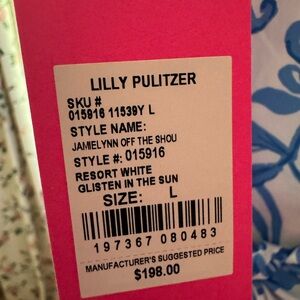 LILLY PULITZER
SKU #
015916 11539Y L
STYLE NAME:
JAMIELYNN OFF THE SHOU
STYLE #: 015916
RESORT WHITE
GLISTEN IN THE SUN
SIZE: L
197367 080483
MANUFACTURER'S SUGGESTED PRICE
$198.00